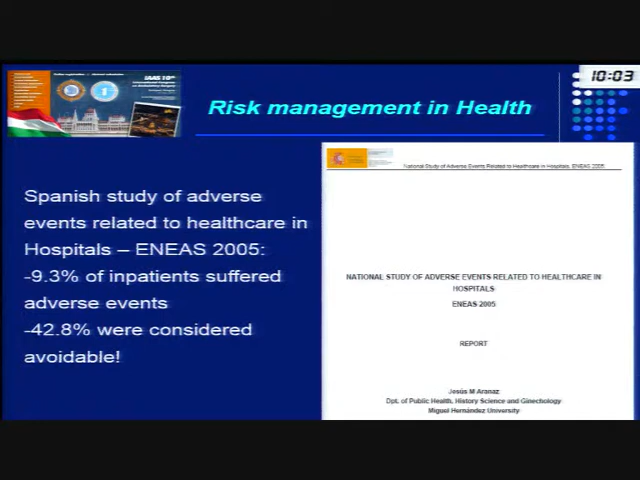 10:03
IAAS 10th
Risk management in Health
National Study of Adverse Events Related to Healthcare in Hospitals, ENEAS 2005
Spanish study of adverse
events related to healthcare in
Hospitals – ENEAS 2005:
-9.3% of inpatients suffered
adverse events
-42.8% were considered
avoidable!
NATIONAL STUDY OF ADVERSE EVENTS RELATED TO HEALTHCARE IN
HOSPITALS
ENEAS 2005
REPORT
Jesús M Aranaz
Dpt. of Public Health, History Science and Ginechology
Miguel Hernández University